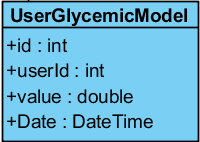 UserGlycemicModel
+id : int
+userId : int
+value : double
+Date : DateTime